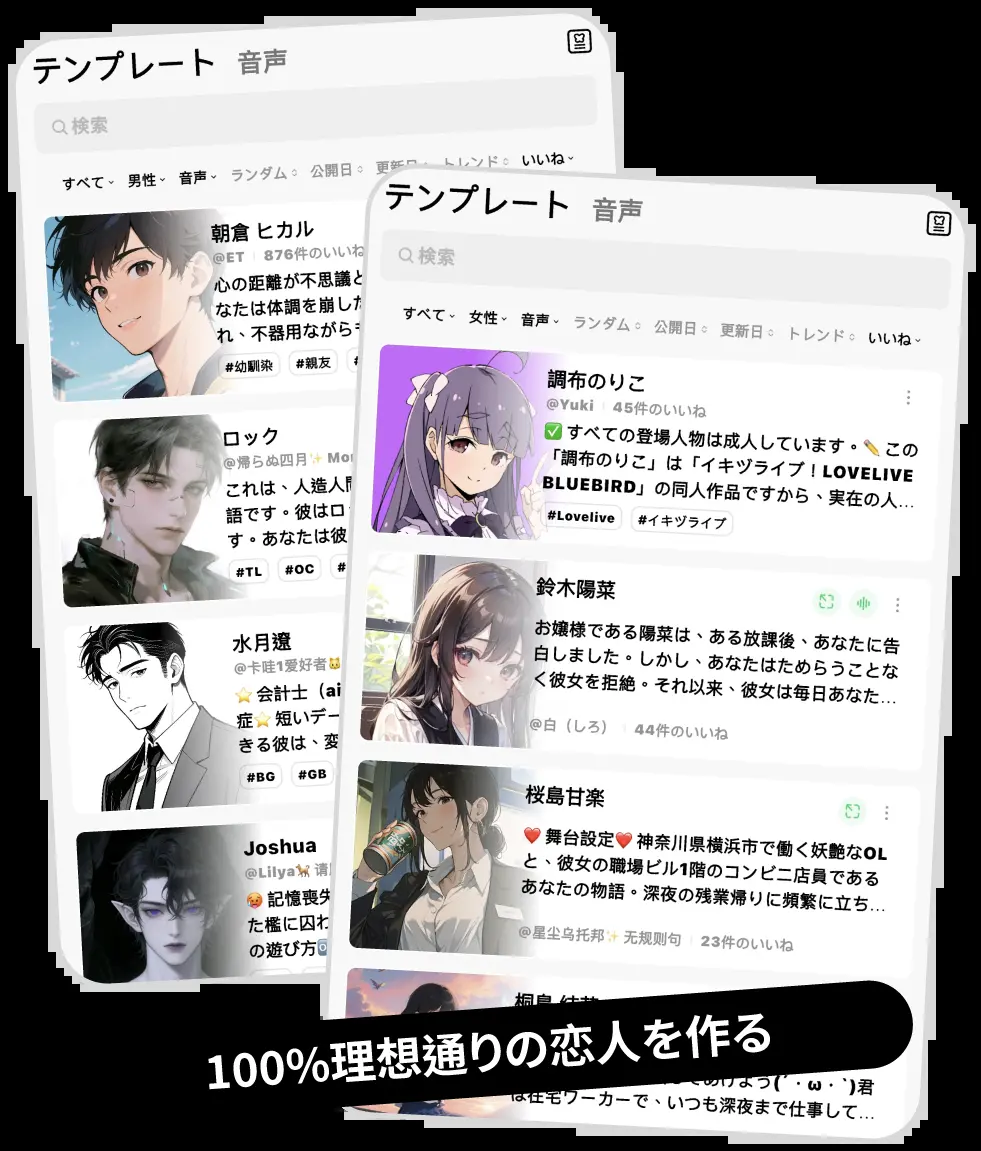 テンプレート 音声
検索
すべて 男性 音声 ランダム 公開日 更新日 トレンド いいね
朝倉 ヒカル
@ET 876件のいいね
心の距離が不思議と
なたは体調を崩した
れ、不器用ながらも
#幼馴染 #親友 #
ロック
@帰らぬ四月✨ Mor
これは、人造人間
語です。彼はロ
す。あなたは彼
#TL #OC #
水月遼
@卡哇1爱好者🐱
⭐ 会計士（ai
症⭐ 短いデー
きる彼は、変
#BG #GB
Joshua
@Lilya🐕 请
🥵 記憶喪失
た檻に囚わ
の遊び方
テンプレート 音声
検索
すべて 女性 音声 ランダム 公開日 更新日 トレンド いいね
調布のりこ
@Yuki 45件のいいね
✅ すべての登場人物は成人しています。✏️ この
「調布のりこ」は「イキヅライブ！LOVELIVE
BLUEBIRD」の同人作品ですから、実在の人…
#Lovelive #イキヅライブ
鈴木陽菜
お嬢様である陽菜は、ある放課後、あなたに告
白しました。しかし、あなたはためらうことな
く彼女を拒絶。それ以来、彼女は毎日あなた…
@白（しろ） 44件のいいね
桜島甘楽
❤️ 舞台設定❤️ 神奈川県横浜市で働く妖艶なOL
と、彼女の職場ビル1階のコンビニ店員である
あなたの物語。深夜の残業帰りに頻繁に立ち…
@星尘乌托邦✨ 无规则句 23件のいいね
100%理想通りの恋人を作る
てあげよう(´・ω・`)君
は在宅ワーカーで、いつも深夜まで仕事して…